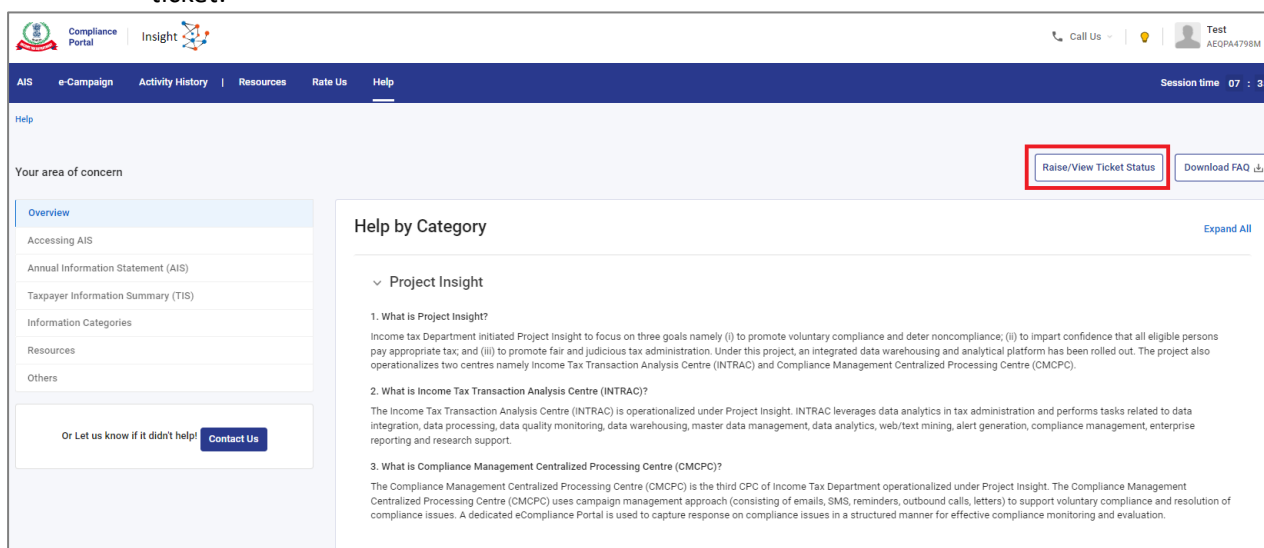 ticket.
Compliance Portal
Insight
Call Us
Test
AEQPA4798M
AIS e-Campaign Activity History | Resources Rate Us Help
Session time 07 : 3
Help
Your area of concern
Raise/View Ticket Status
Download FAQ
Overview
Accessing AIS
Annual Information Statement (AIS)
Taxpayer Information Summary (TIS)
Information Categories
Resources
Others
Or Let us know if it didn't help! Contact Us
Help by Category
Expand All
Project Insight
1. What is Project Insight?
Income tax Department initiated Project Insight to focus on three goals namely (i) to promote voluntary compliance and deter noncompliance; (ii) to impart confidence that all eligible persons
pay appropriate tax; and (iii) to promote fair and judicious tax administration. Under this project, an integrated data warehousing and analytical platform has been rolled out. The project also
operationalizes two centres namely Income Tax Transaction Analysis Centre (INTRAC) and Compliance Management Centralized Processing Centre (CMCPC).
2. What is Income Tax Transaction Analysis Centre (INTRAC)?
The Income Tax Transaction Analysis Centre (INTRAC) is operationalized under Project Insight. INTRAC leverages data analytics in tax administration and performs tasks related to data
integration, data processing, data quality monitoring, data warehousing, master data management, data analytics, web/text mining, alert generation, compliance management, enterprise
reporting and research support.
3. What is Compliance Management Centralized Processing Centre (CMCPC)?
The Compliance Management Centralized Processing Centre (CMCPC) is the third CPC of Income Tax Department operationalized under Project Insight. The Compliance Management
Centralized Processing Centre (CMCPC) uses campaign management approach (consisting of emails, SMS, reminders, outbound calls, letters) to support voluntary compliance and resolution of
compliance issues. A dedicated eCompliance Portal is used to capture response on compliance issues in a structured manner for effective compliance monitoring and evaluation.